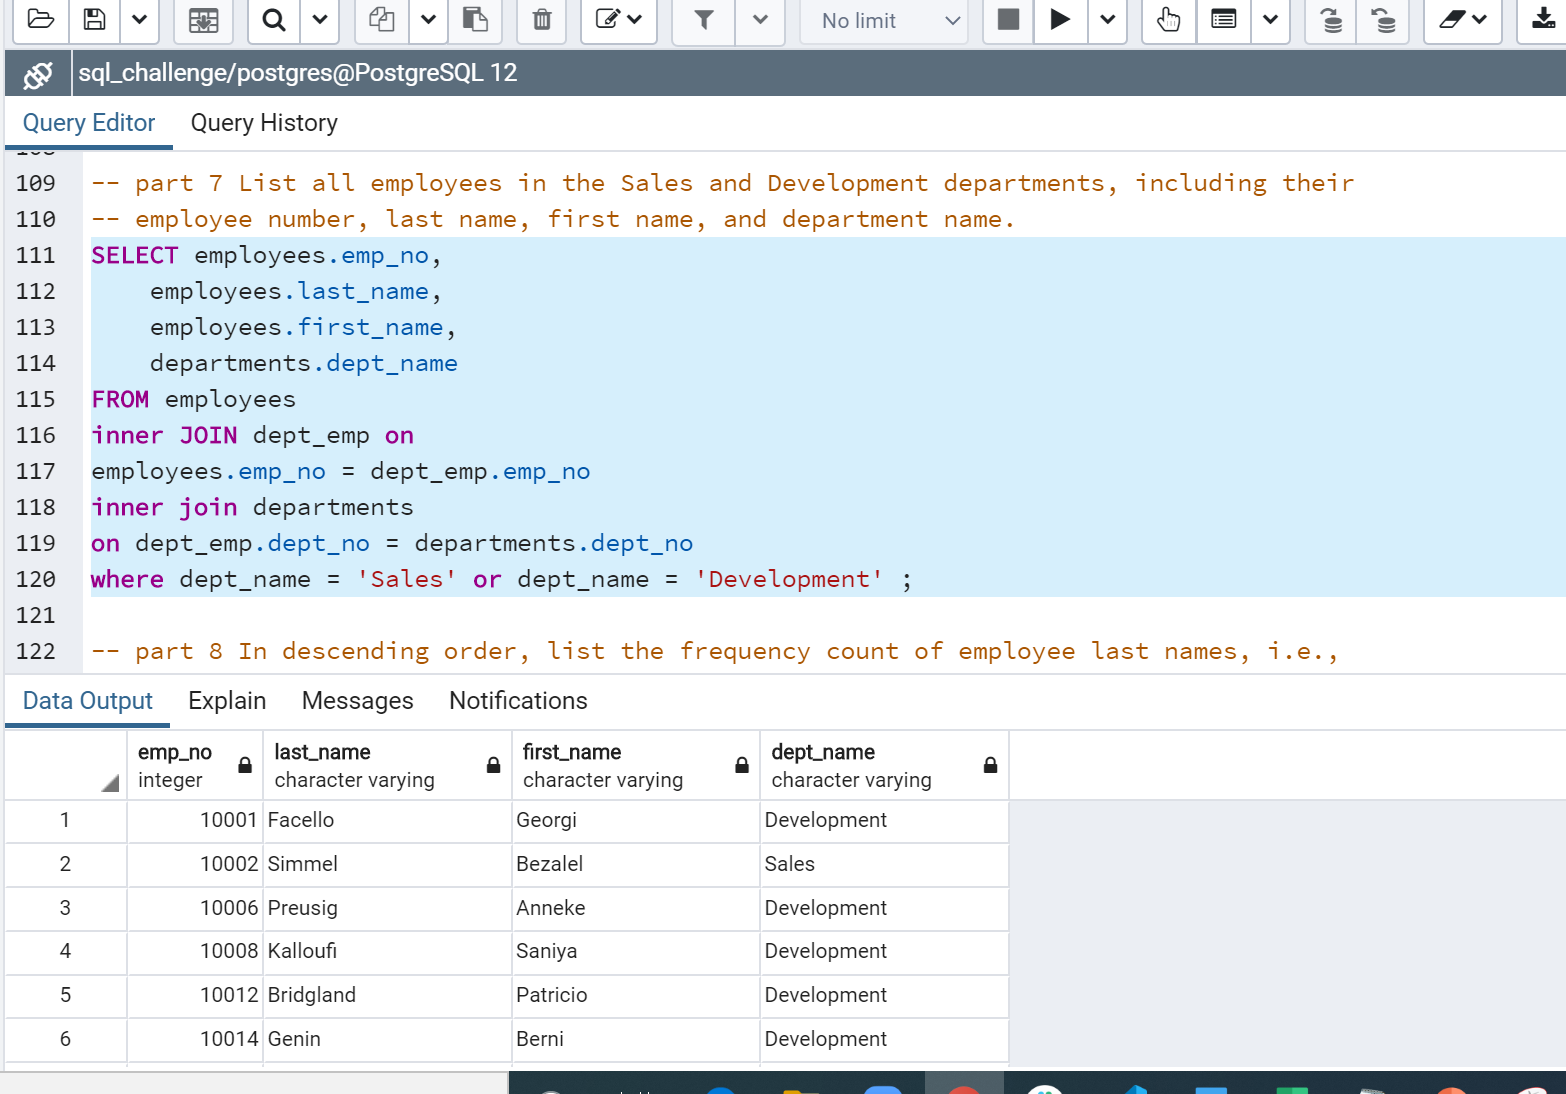 No limit
sql_challenge/postgres@PostgreSQL 12
Query Editor Query History
109 -- part 7 List all employees in the Sales and Development departments, including their
110 -- employee number, last name, first name, and department name.
111 SELECT employees.emp_no,
112     employees.last_name,
113     employees.first_name,
114     departments.dept_name
115 FROM employees
116 inner JOIN dept_emp on
117 employees.emp_no = dept_emp.emp_no
118 inner join departments
119 on dept_emp.dept_no = departments.dept_no
120 where dept_name = 'Sales' or dept_name = 'Development' ;
121
122 -- part 8 In descending order, list the frequency count of employee last names, i.e.,
Data Output Explain Messages Notifications
emp_no last_name first_name dept_name
integer character varying character varying character varying
1 10001 Facello Georgi Development
2 10002 Simmel Bezalel Sales
3 10006 Preusig Anneke Development
4 10008 Kalloufi Saniya Development
5 10012 Bridgland Patricio Development
6 10014 Genin Berni Development